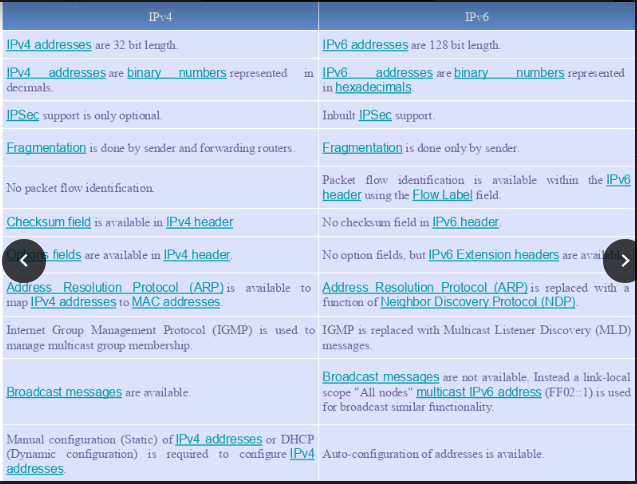 IPv4
IPv6
IPv4 addresses are 32 bit length.
IPv6 addresses are 128 bit length.
IPv4 addresses are binary numbers represented in
decimals.
IPv6 addresses are binary numbers represented
in hexadecimals.
IPSec support is only optional.
Inbuilt IPSec support.
Fragmentation is done by sender and forwarding routers.
Fragmentation is done only by sender.
No packet flow identification.
Packet flow identification is available within the IPv6
header using the Flow Label field.
Checksum field is available in IPv4 header
No checksum field in IPv6 header.
Options fields are available in IPv4 header.
No option fields, but IPv6 Extension headers are available.
Address Resolution Protocol (ARP) is available to
map IPv4 addresses to MAC addresses.
Address Resolution Protocol (ARP) is replaced with a
function of Neighbor Discovery Protocol (NDP).
Internet Group Management Protocol (IGMP) is used to
manage multicast group membership.
IGMP is replaced with Multicast Listener Discovery (MLD)
messages.
Broadcast messages are available.
Broadcast messages are not available. Instead a link-local
scope "All nodes" multicast IPv6 address (FF02::1) is used
for broadcast similar functionality.
Manual configuration (Static) of IPv4 addresses or DHCP
(Dynamic configuration) is required to configure IPv4
addresses.
Auto-configuration of addresses is available.